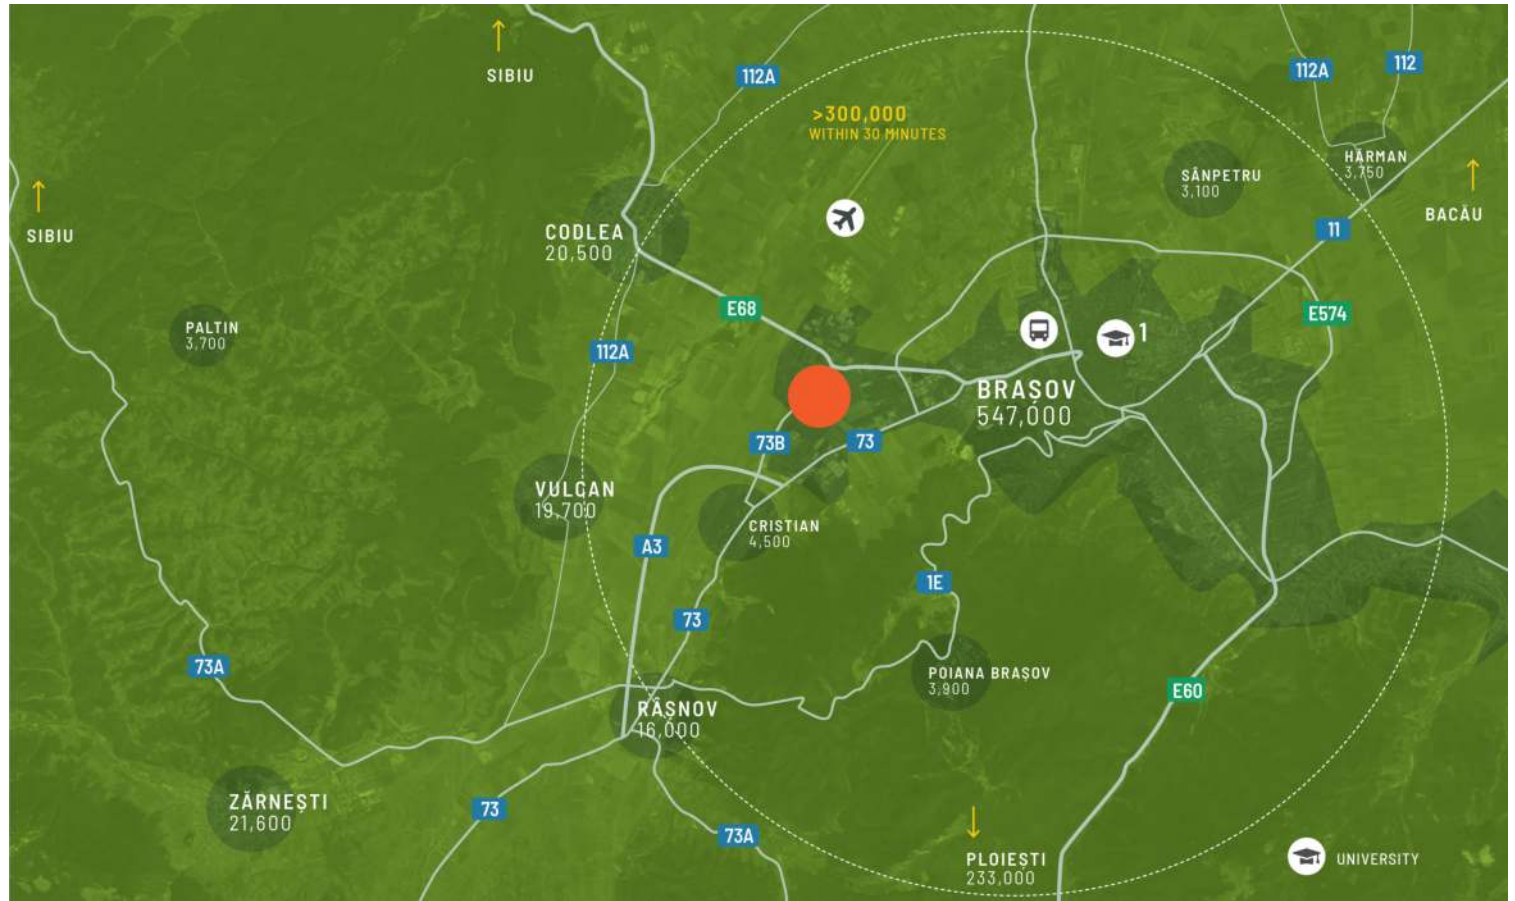 SIBIU
112A
112A
112
>300,000
WITHIN 30 MINUTES
HĂRMAN
3,750
SÂNPETRU
3,100
BACĂU
SIBIU
CODLEA
20,500
11
E68
E574
PALTIN
3,700
1
112A
BRAȘOV
547,000
73B
73
VULCAN
19,700
CRISTIAN
4,500
A3
1E
73
73A
POIANA BRAȘOV
3,900
E60
RÂȘNOV
16,000
ZĂRNEȘTI
21,600
73
73A
PLOIEȘTI
233,000
UNIVERSITY